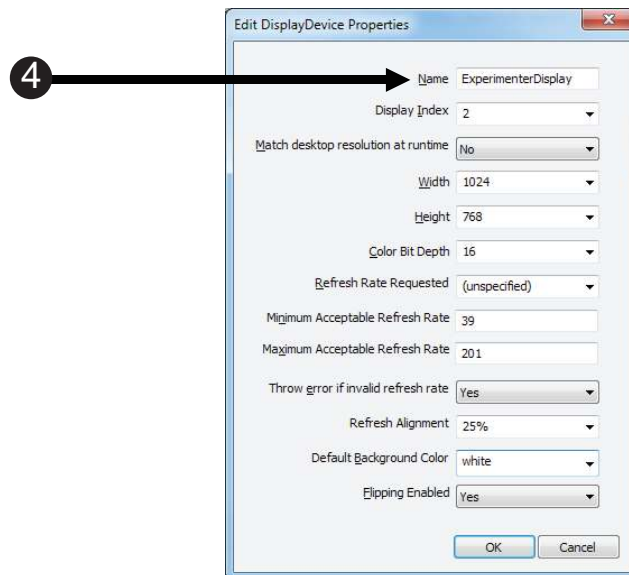 Edit DisplayDevice Properties
4
Name ExperimenterDisplay
Display Index 2
Match desktop resolution at runtime No
Width 1024
Height 768
Color Bit Depth 16
Refresh Rate Requested (unspecified)
Minimum Acceptable Refresh Rate 39
Maximum Acceptable Refresh Rate 201
Throw error if invalid refresh rate Yes
Refresh Alignment 25%
Default Background Color white
Flipping Enabled Yes
OK Cancel